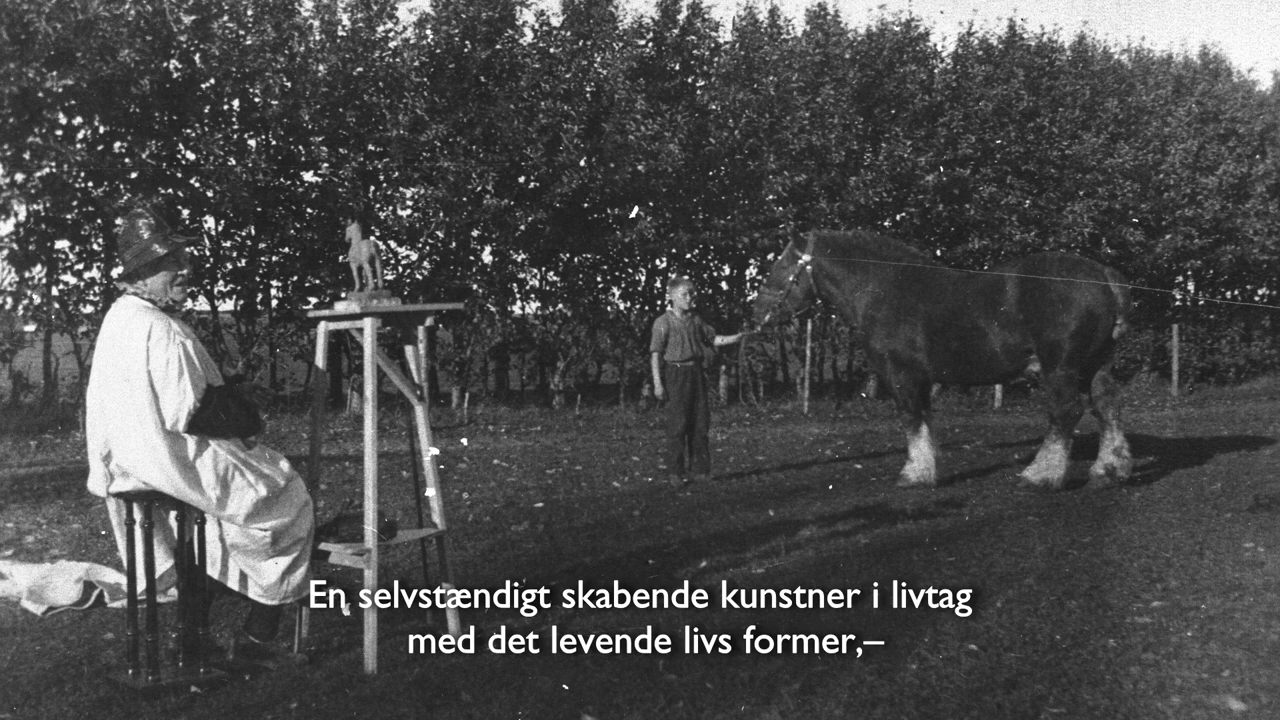 En selvstændigt skabende kunstner i livtag
med det levende livs former,–